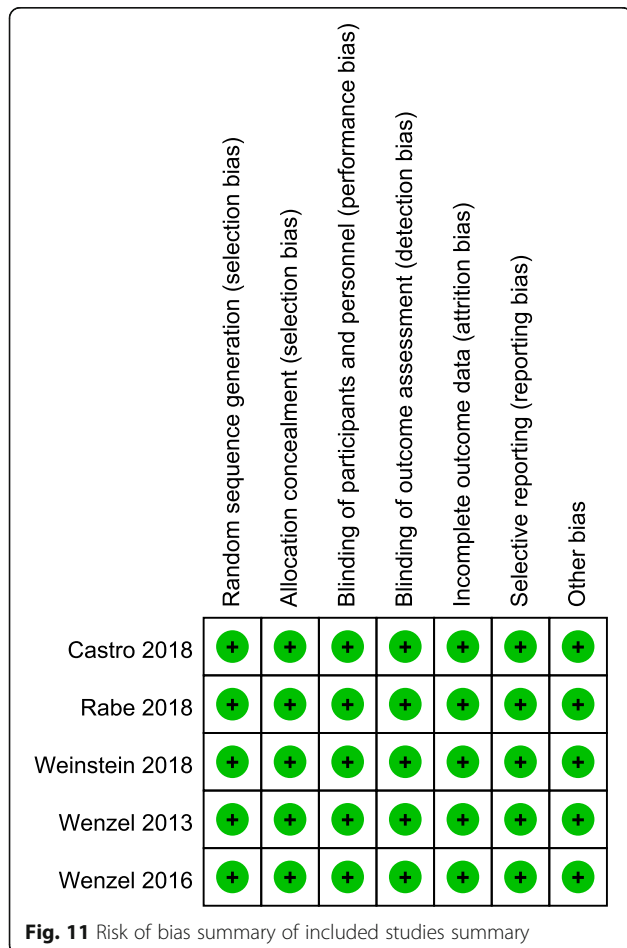 Random sequence generation (selection bias)
Allocation concealment (selection bias)
Blinding of participants and personnel (performance bias)
Blinding of outcome assessment (detection bias)
Incomplete outcome data (attrition bias)
Selective reporting (reporting bias)
Other bias
Castro 2018 + + + + + + +
Rabe 2018 + + + + + + +
Weinstein 2018 + + + + + + +
Wenzel 2013 + + + + + + +
Wenzel 2016 + + + + + + +
Fig. 11 Risk of bias summary of included studies summary